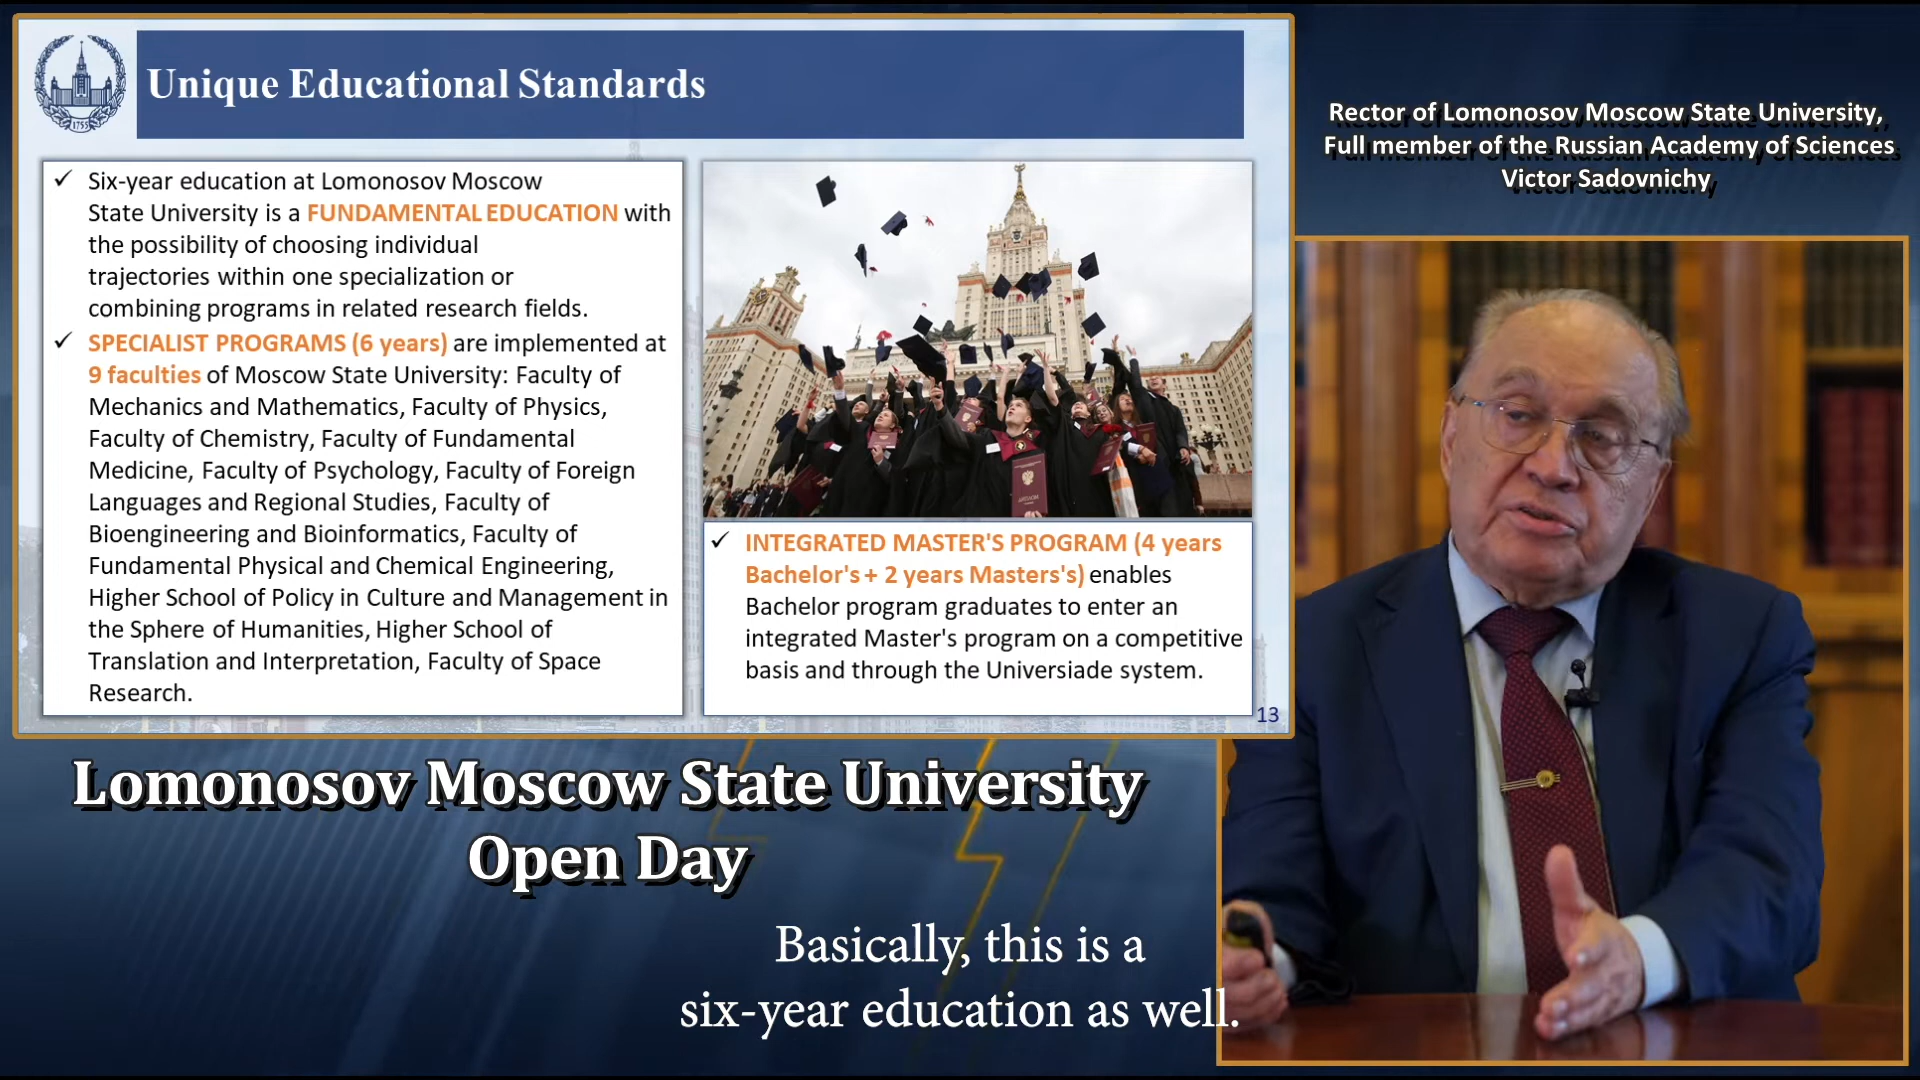 1755
Unique Educational Standards
Rector of Lomonosov Moscow State University,
Full member of the Russian Academy of Sciences
Victor Sadovnichy
✓ Six-year education at Lomonosov Moscow
State University is a FUNDAMENTAL EDUCATION with
the possibility of choosing individual
trajectories within one specialization or
combining programs in related research fields.
✓ SPECIALIST PROGRAMS (6 years) are implemented at
9 faculties of Moscow State University: Faculty of
Mechanics and Mathematics, Faculty of Physics,
Faculty of Chemistry, Faculty of Fundamental
Medicine, Faculty of Psychology, Faculty of Foreign
Languages and Regional Studies, Faculty of
Bioengineering and Bioinformatics, Faculty of
Fundamental Physical and Chemical Engineering,
Higher School of Policy in Culture and Management in
the Sphere of Humanities, Higher School of
Translation and Interpretation, Faculty of Space
Research.
✓ INTEGRATED MASTER'S PROGRAM (4 years
Bachelor's + 2 years Masters's) enables
Bachelor program graduates to enter an
integrated Master's program on a competitive
basis and through the Universiade system.
13
Lomonosov Moscow State University
Open Day
Basically, this is a
six-year education as well.